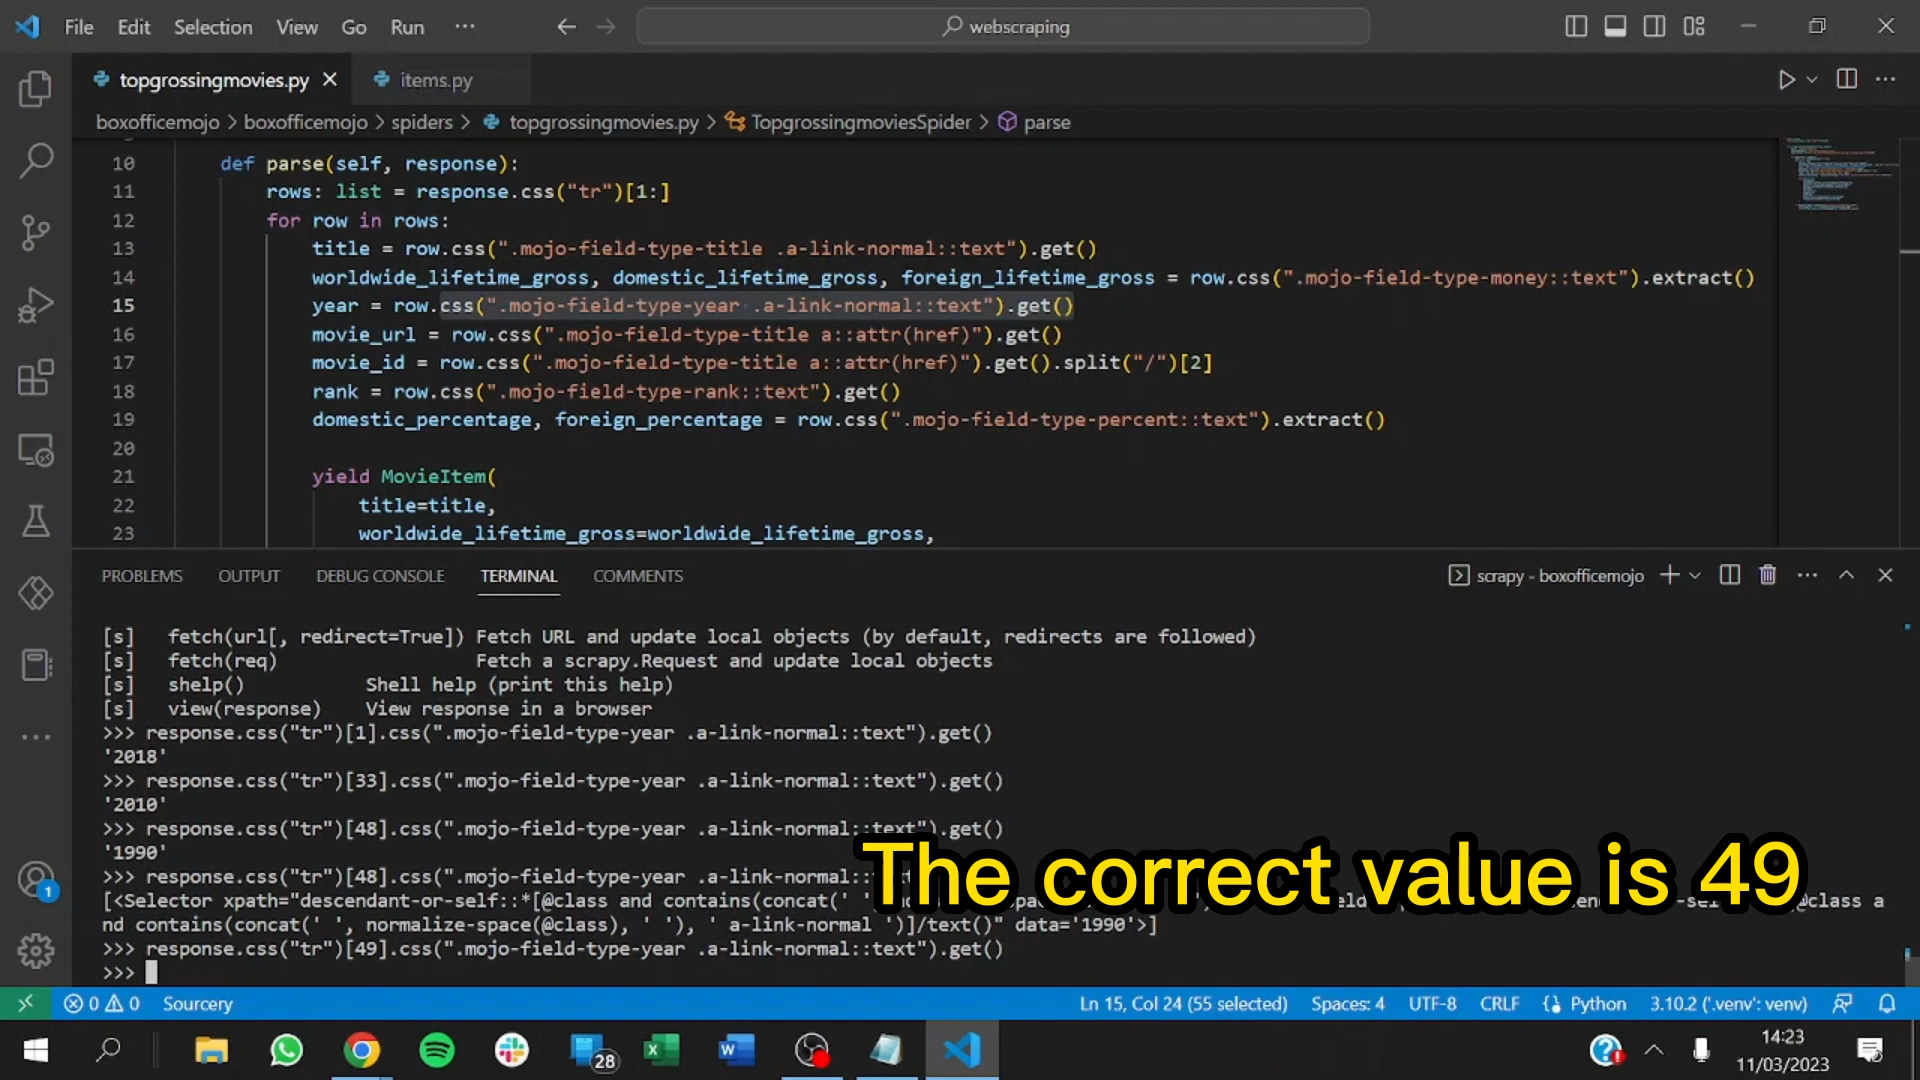 File Edit Selection View Go Run ···
webscraping
topgrossingmovies.py
items.py
boxofficemojo > boxofficemojo > spiders > topgrossingmovies.py > TopgrossingmoviesSpider > parse
10 def parse(self, response):
11 rows: list = response.css("tr")[1:]
12 for row in rows:
13 title = row.css(".mojo-field-type-title .a-link-normal::text").get()
14 worldwide_lifetime_gross, domestic_lifetime_gross, foreign_lifetime_gross = row.css(".mojo-field-type-money::text").extract()
15 year = row.css(".mojo-field-type-year .a-link-normal::text").get()
16 movie_url = row.css(".mojo-field-type-title a::attr(href)").get()
17 movie_id = row.css(".mojo-field-type-title a::attr(href)").get().split("/")[2]
18 rank = row.css(".mojo-field-type-rank::text").get()
19 domestic_percentage, foreign_percentage = row.css(".mojo-field-type-percent::text").extract()
20
21 yield MovieItem(
22 title=title,
23 worldwide_lifetime_gross=worldwide_lifetime_gross,
PROBLEMS OUTPUT DEBUG CONSOLE TERMINAL COMMENTS
scrapy - boxofficemojo
[s] fetch(url[, redirect=True]) Fetch URL and update local objects (by default, redirects are followed)
[s] fetch(req) Fetch a scrapy.Request and update local objects
[s] shelp() Shell help (print this help)
[s] view(response) View response in a browser
>>> response.css("tr")[1].css(".mojo-field-type-year .a-link-normal::text").get()
'2018'
>>> response.css("tr")[33].css(".mojo-field-type-year .a-link-normal::text").get()
'2010'
>>> response.css("tr")[48].css(".mojo-field-type-year .a-link-normal::text").get()
'1990'
>>> response.css("tr")[48].css(".mojo-field-type-year .a-link-normal::
The correct value is 49
[<Selector xpath="descendant-or-self::*[@class and contains(concat(' ' @class a
nd contains(concat(' ', normalize-space(@class), ' '), ' a-link-normal ')]/text()" data='1990'>]
>>> response.css("tr")[49].css(".mojo-field-type-year .a-link-normal::text").get()
>>>
0 0 Sourcery
Ln 15, Col 24 (55 selected) Spaces: 4 UTF-8 CRLF Python 3.10.2 ('.venv': venv)
1
28
14:23
11/03/2023